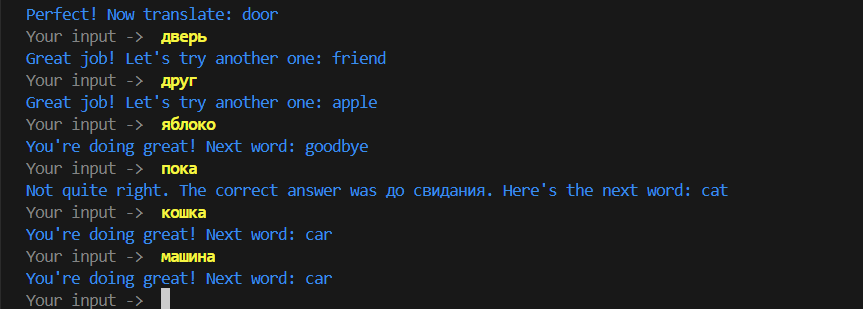 Perfect! Now translate: door
Your input -> дверь
Great job! Let's try another one: friend
Your input -> друг
Great job! Let's try another one: apple
Your input -> яблоко
You're doing great! Next word: goodbye
Your input -> пока
Not quite right. The correct answer was до свидания. Here's the next word: cat
Your input -> кошка
You're doing great! Next word: car
Your input -> машина
You're doing great! Next word: car
Your input ->